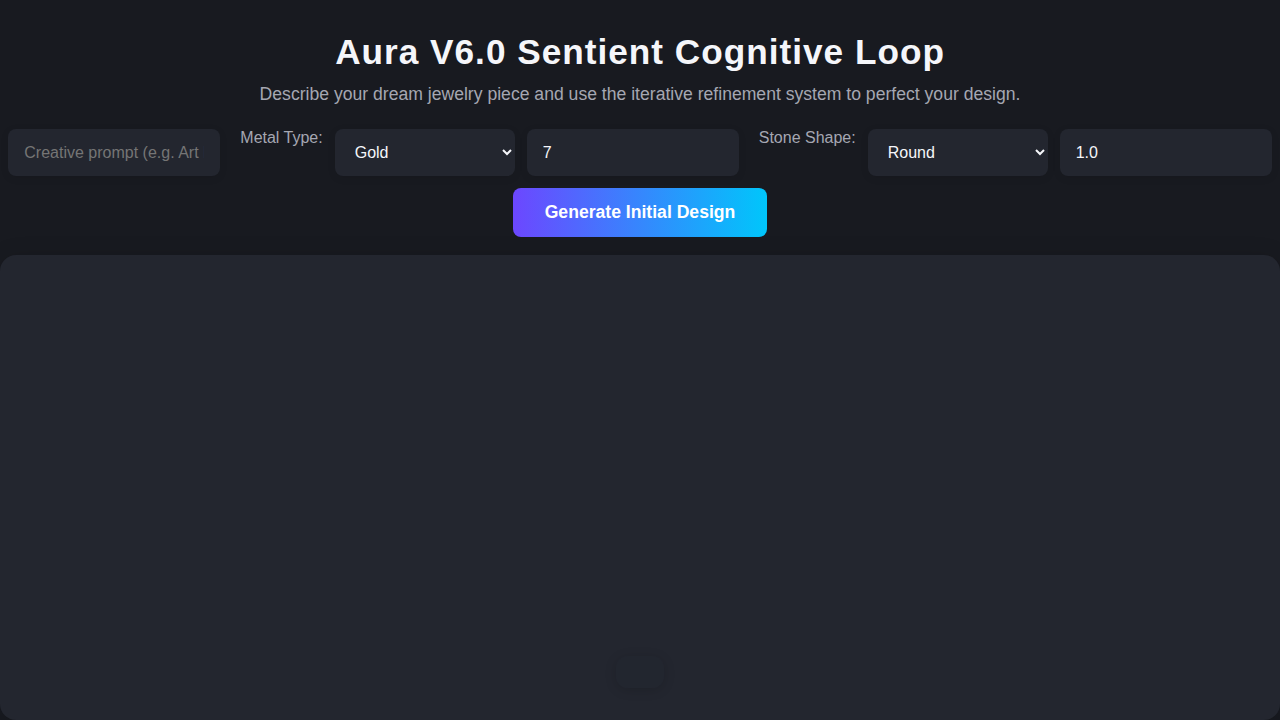 Aura V6.0 Sentient Cognitive Loop
Describe your dream jewelry piece and use the iterative refinement system to perfect your design.
Creative prompt (e.g. Art
Metal Type:
Gold
7
Stone Shape:
Round
1.0
Generate Initial Design